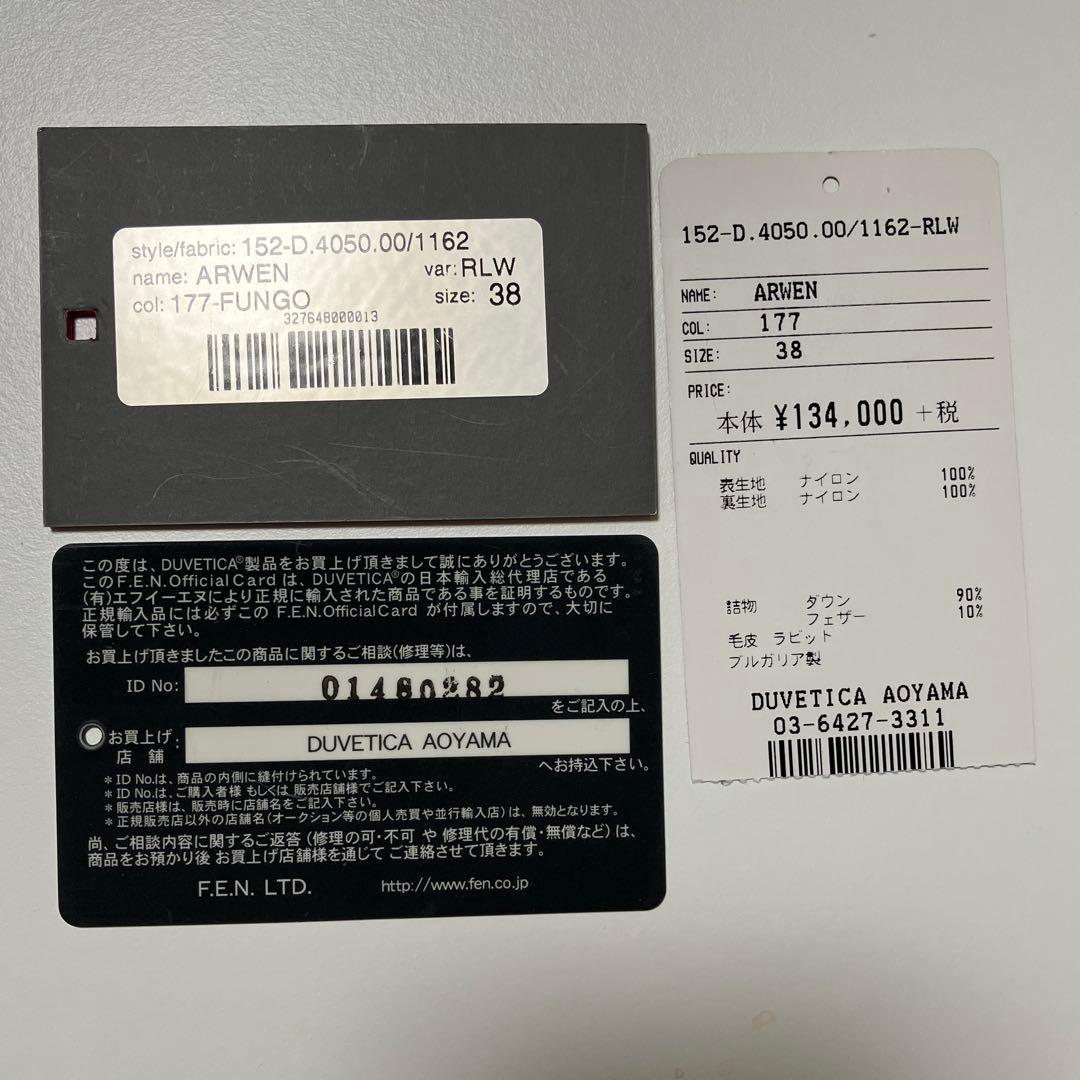 style/fabric: 152-D.4050.00/1162
name: ARWEN var: RLW
col: 177-FUNGO size: 38
327648000013
152-D.4050.00/1162-RLW
NAME: ARWEN
COL: 177
SIZE: 38
PRICE:
本体 ¥134,000 +税
QUALITY
表生地 ナイロン 100%
裏生地 ナイロン 100%
詰物 ダウン 90%
フェザー 10%
毛皮 ラビット
ブルガリア製
DUVETICA AOYAMA
03-6427-3311
この度は、DUVETICA®製品をお買上げ頂きまして誠にありがとうございます。
このF.E.N.Official Card は、DUVETICA®の日本輸入総代理店である
(有)エフイーエヌにより正規に輸入された商品である事を証明するものです。
正規輸入品には必ずこの F.E.N.OfficialCard が付属しますので、大切に
保管して下さい。
お買上げ頂きましたこの商品に関するご相談(修理等)は、
ID No: 01480282
をご記入の上、
お買上げ店舗: DUVETICA AOYAMA
へお持込下さい。
*ID No.は、商品の内側に縫付けられています。
*ID No.は、ご購入者様 もしくは 販売店舗様でご記入下さい。
*販売店様は、販売時に店舗名をご記入下さい。
*正規販売店以外の店舗名(オークション等の個人売買や並行輸入店)は、無効となります。
尚、ご相談内容に関するご返答 (修理の可・不可 や 修理代の有償・無償など) は、
商品をお預かり後 お買上げ店舗様を通じて ご連絡させて頂きます。
F.E.N. LTD. http://www.fen.co.jp